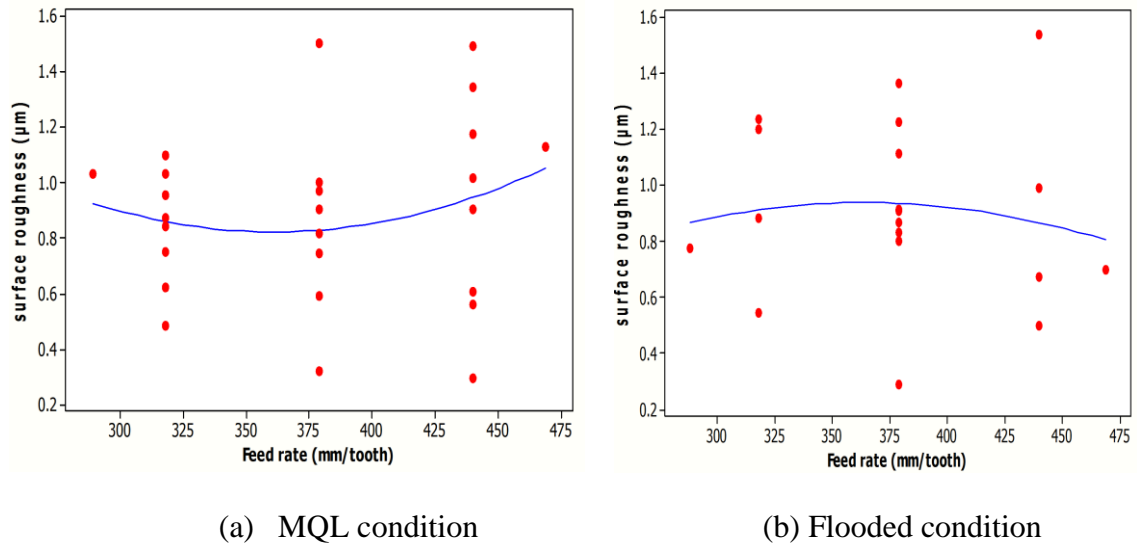 1.6
1.4
1.2
1.0
0.8
0.6
0.4
0.2
surface roughness (µm)
300 325 350 375 400 425 450 475
Feed rate (mm/tooth)
1.6
1.4
1.2
1.0
0.8
0.6
0.4
0.2
surface roughness (µm)
300 325 350 375 400 425 450 475
Feed rate (mm/tooth)
(a) MQL condition
(b) Flooded condition